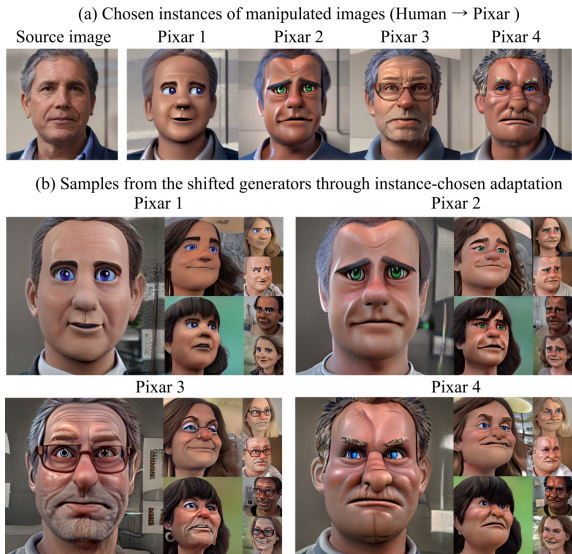 (a) Chosen instances of manipulated images (Human → Pixar )
Source image Pixar 1 Pixar 2 Pixar 3 Pixar 4
(b) Samples from the shifted generators through instance-chosen adaptation
Pixar 1 Pixar 2
Pixar 3 Pixar 4